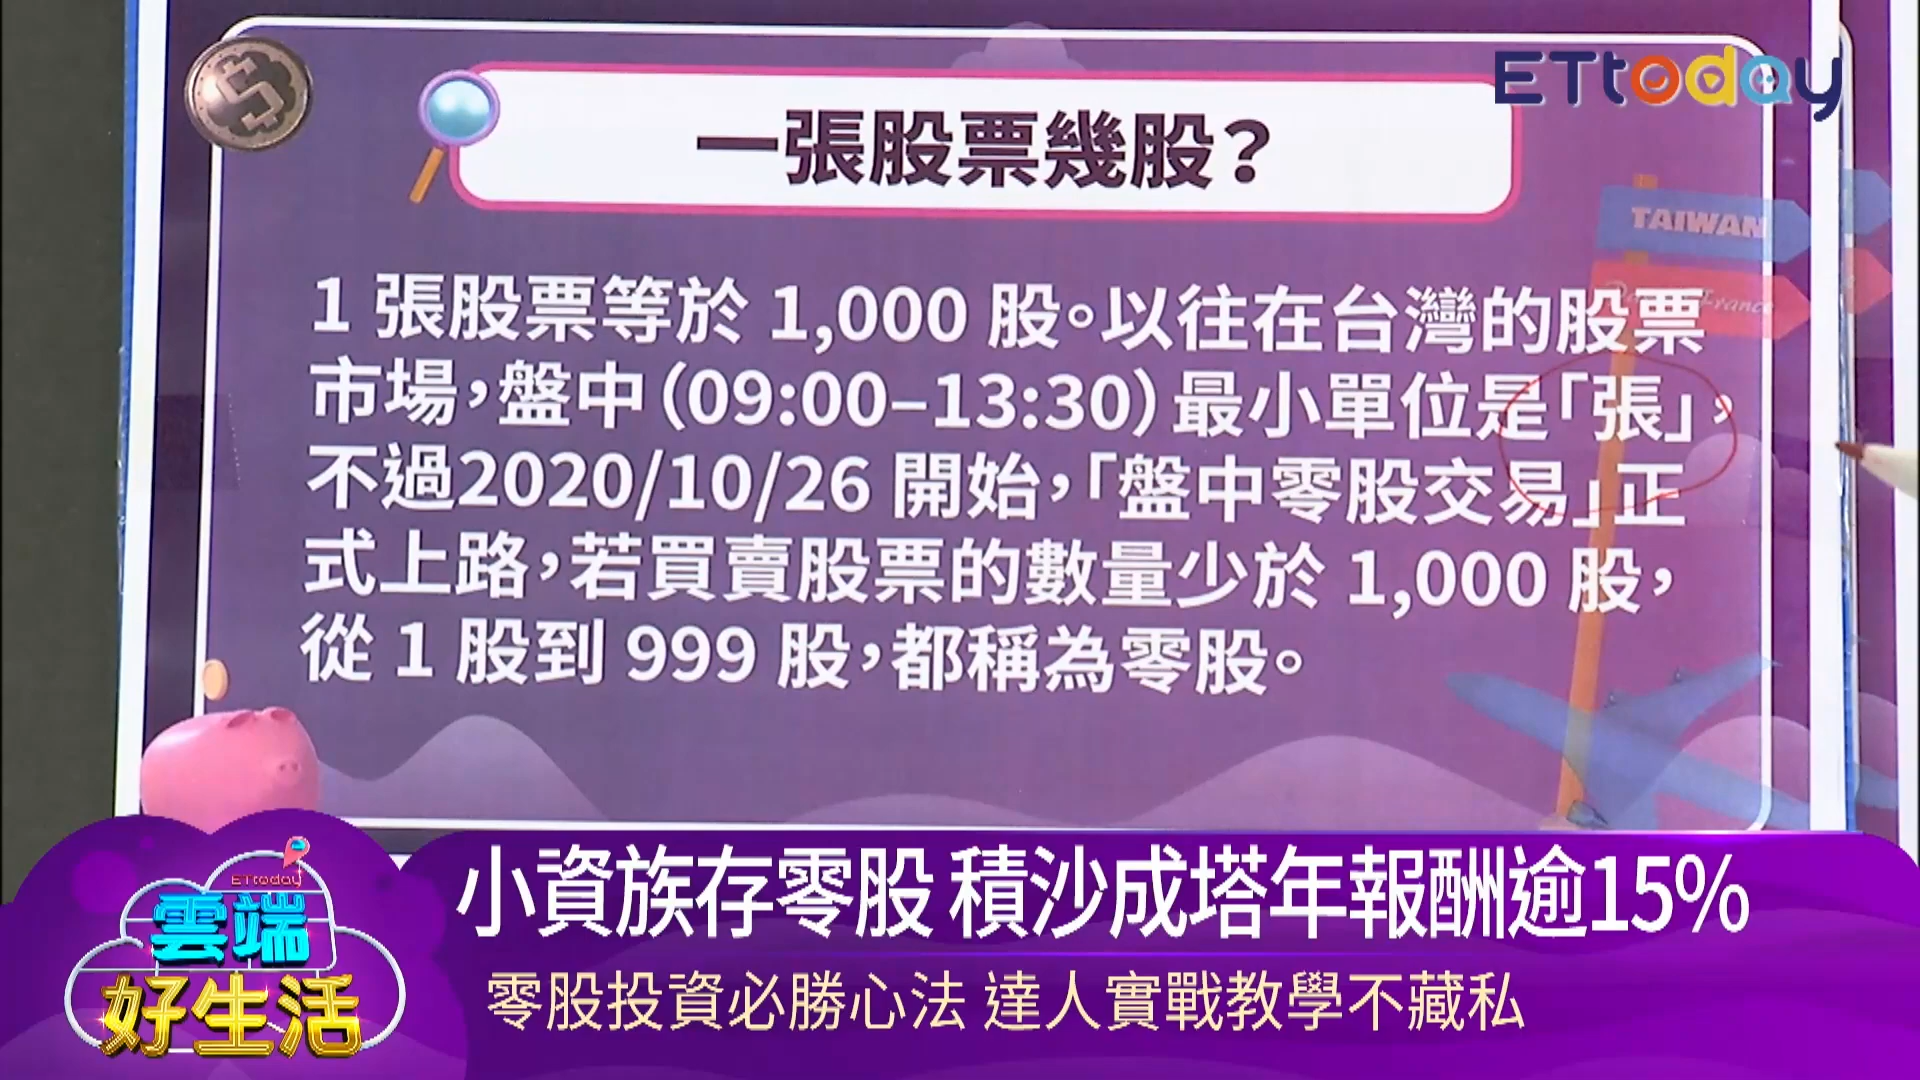 ETtoday
一張股票幾股？
TAIWAN
1 張股票等於 1,000 股。以往在台灣的股票
市場，盤中（09:00–13:30）最小單位是「張」，
不過2020/10/26 開始，「盤中零股交易」正
式上路，若買賣股票的數量少於 1,000 股，
從 1 股到 999 股，都稱為零股。
小資族存零股 積沙成塔年報酬逾15%
ETtoday
雲端
好生活
零股投資必勝心法 達人實戰教學不藏私